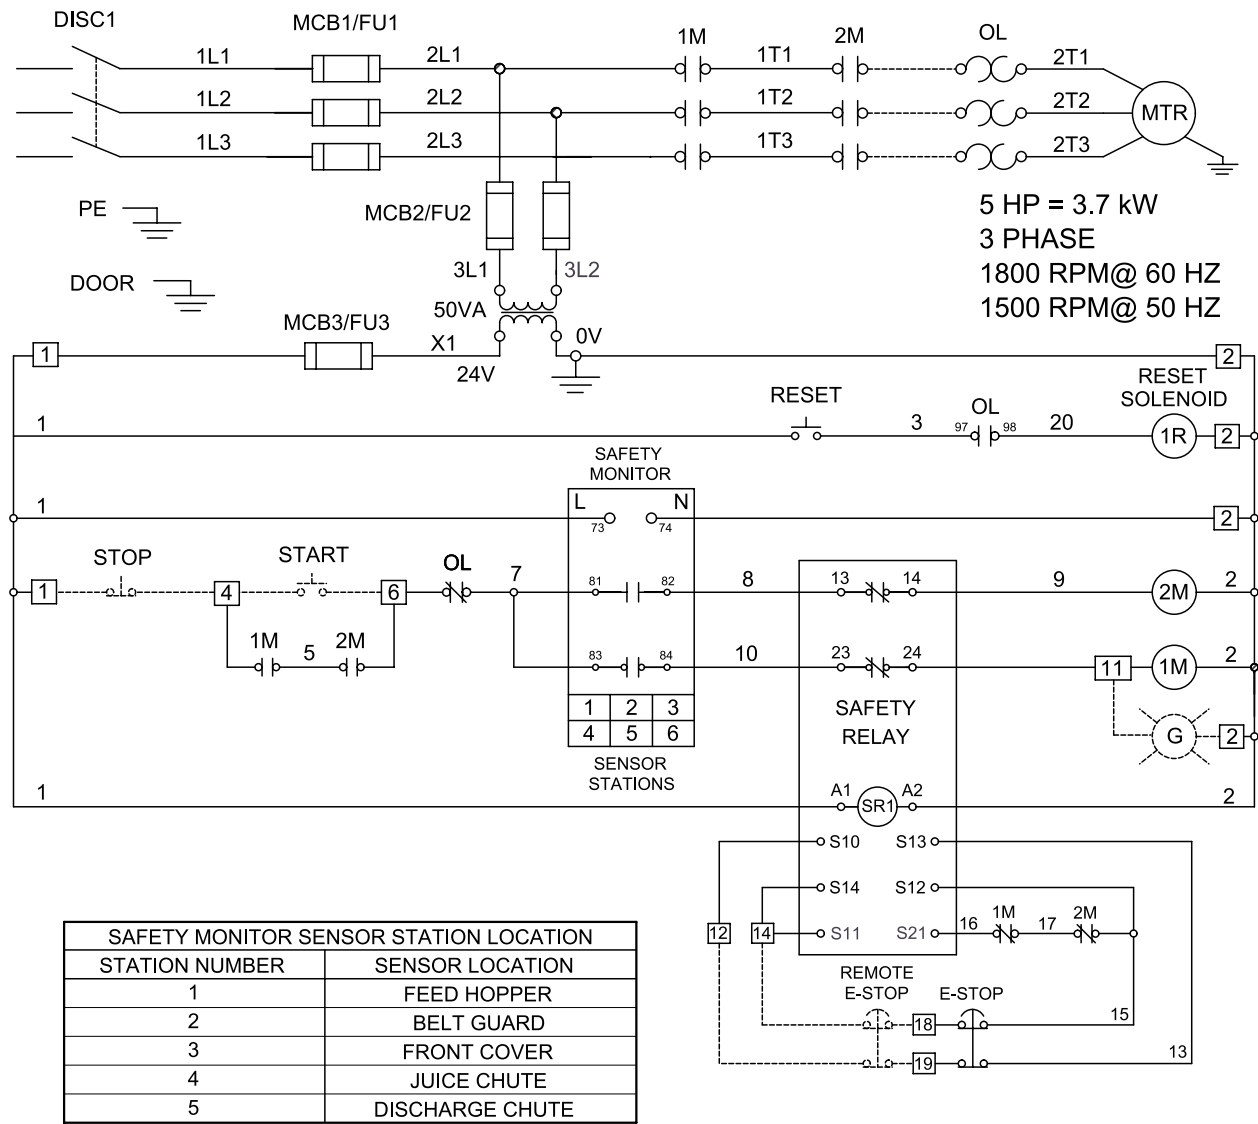 DISC1
MCB1/FU1
1M
2M
OL
1L1
2L1
1T1
2T1
1L2
2L2
1T2
2T2
MTR
1L3
2L3
1T3
2T3
PE
MCB2/FU2
5 HP = 3.7 kW
3 PHASE
1800 RPM@ 60 HZ
1500 RPM@ 50 HZ
DOOR
3L1
3L2
50VA
MCB3/FU3
X1
0V
24V
1
2
RESET
SOLENOID
RESET
OL
1
3
97
98
20
1R
2
SAFETY
MONITOR
L
N
1
73
74
2
STOP
START
OL
7
1
4
6
81
82
8
13
14
9
2M
2
1M
5
2M
83
84
10
23
24
11
1M
2
1 2 3
4 5 6
SAFETY
RELAY
G
2
SENSOR
STATIONS
1
A1
SR1
A2
2
S10
S13
S14
S12
12
14
S11
S21
16
1M
17
2M
REMOTE
E-STOP
E-STOP
18
15
19
13
SAFETY MONITOR SENSOR STATION LOCATION
STATION NUMBER SENSOR LOCATION
1 FEED HOPPER
2 BELT GUARD
3 FRONT COVER
4 JUICE CHUTE
5 DISCHARGE CHUTE